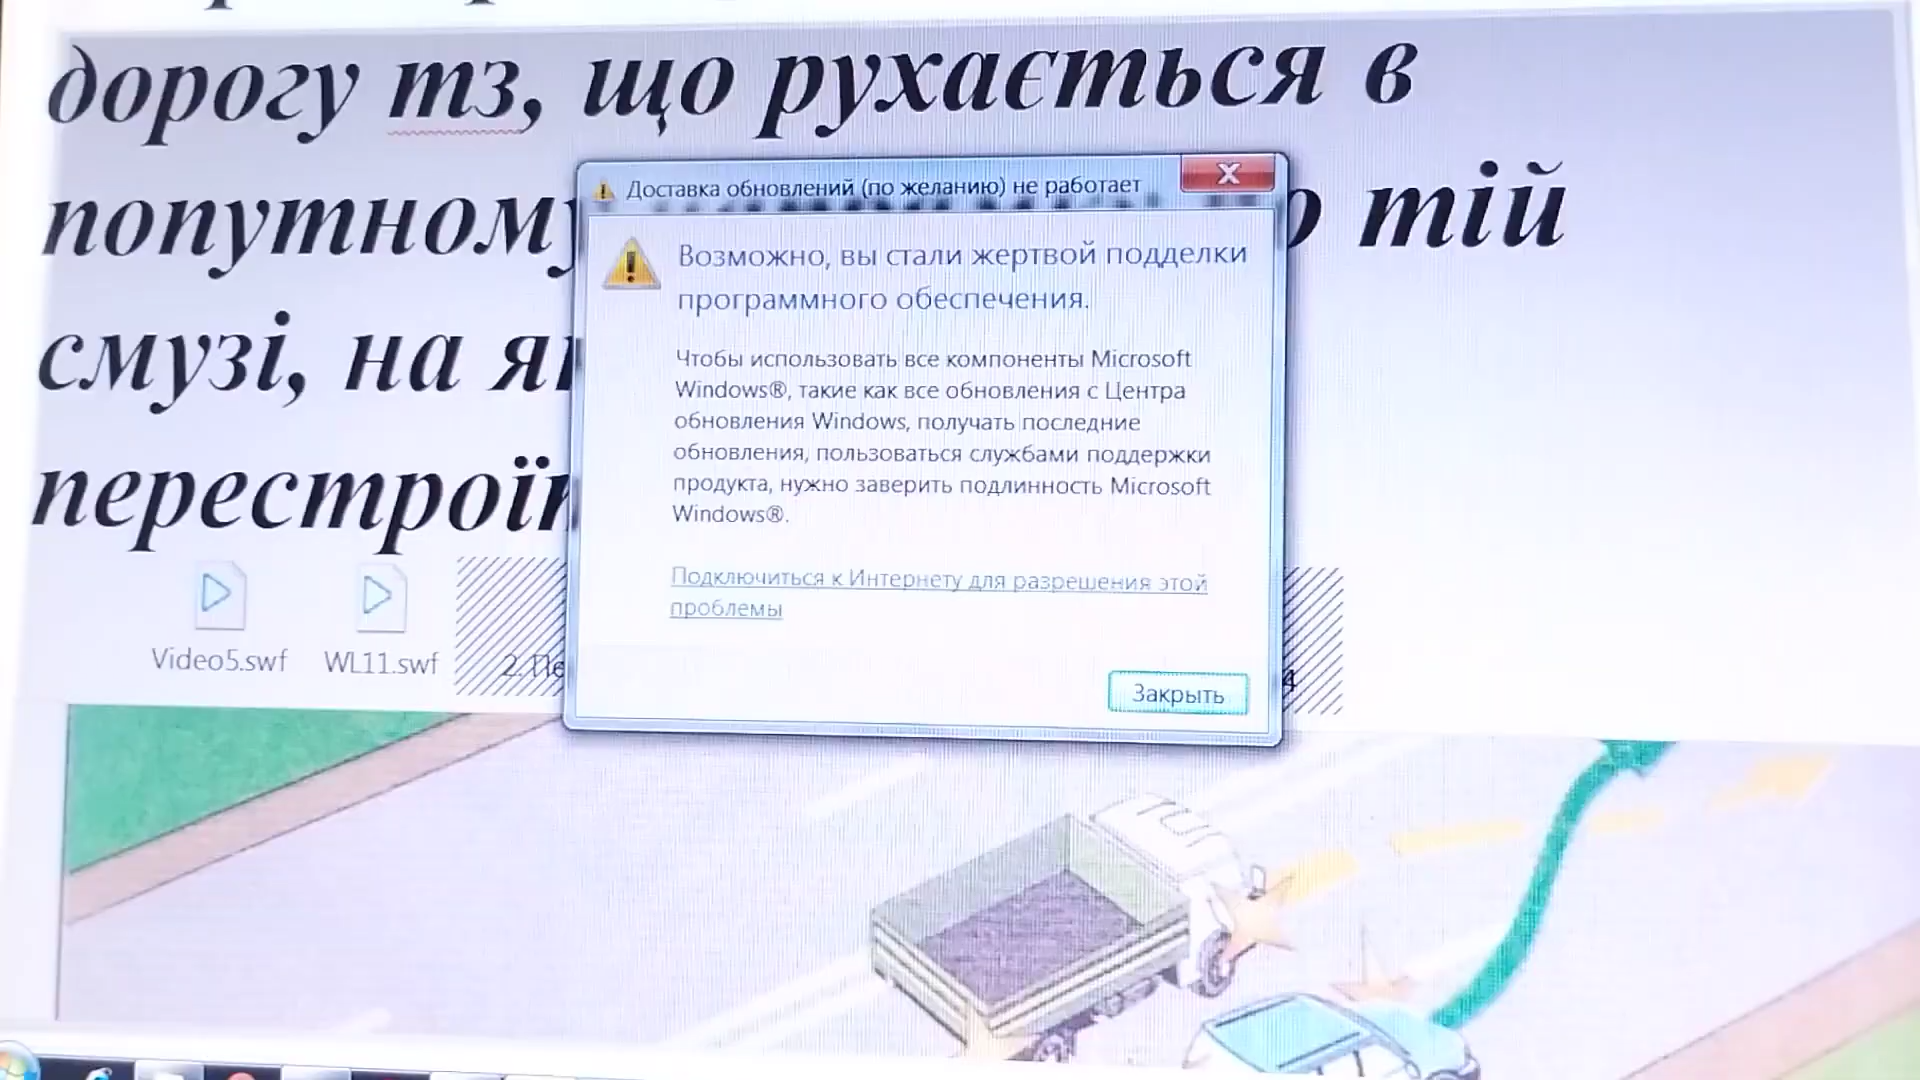 дорогу тз, що рухається в
попутному
тій
смузі, на
Доставка обновлений (по желанию) не работает
Возможно, вы стали жертвой подделки
программного обеспечения.
Чтобы использовать все компоненты Microsoft
Windows®, такие как все обновления с Центра
обновления Windows, получать последние
обновления, пользоваться службами поддержки
продукта, нужно заверить подлинность Microsoft
Windows®.
Подключиться к Интернету для разрешения этой
проблемы
Закрыть
Video5.swf
WL11.swf
2.
4